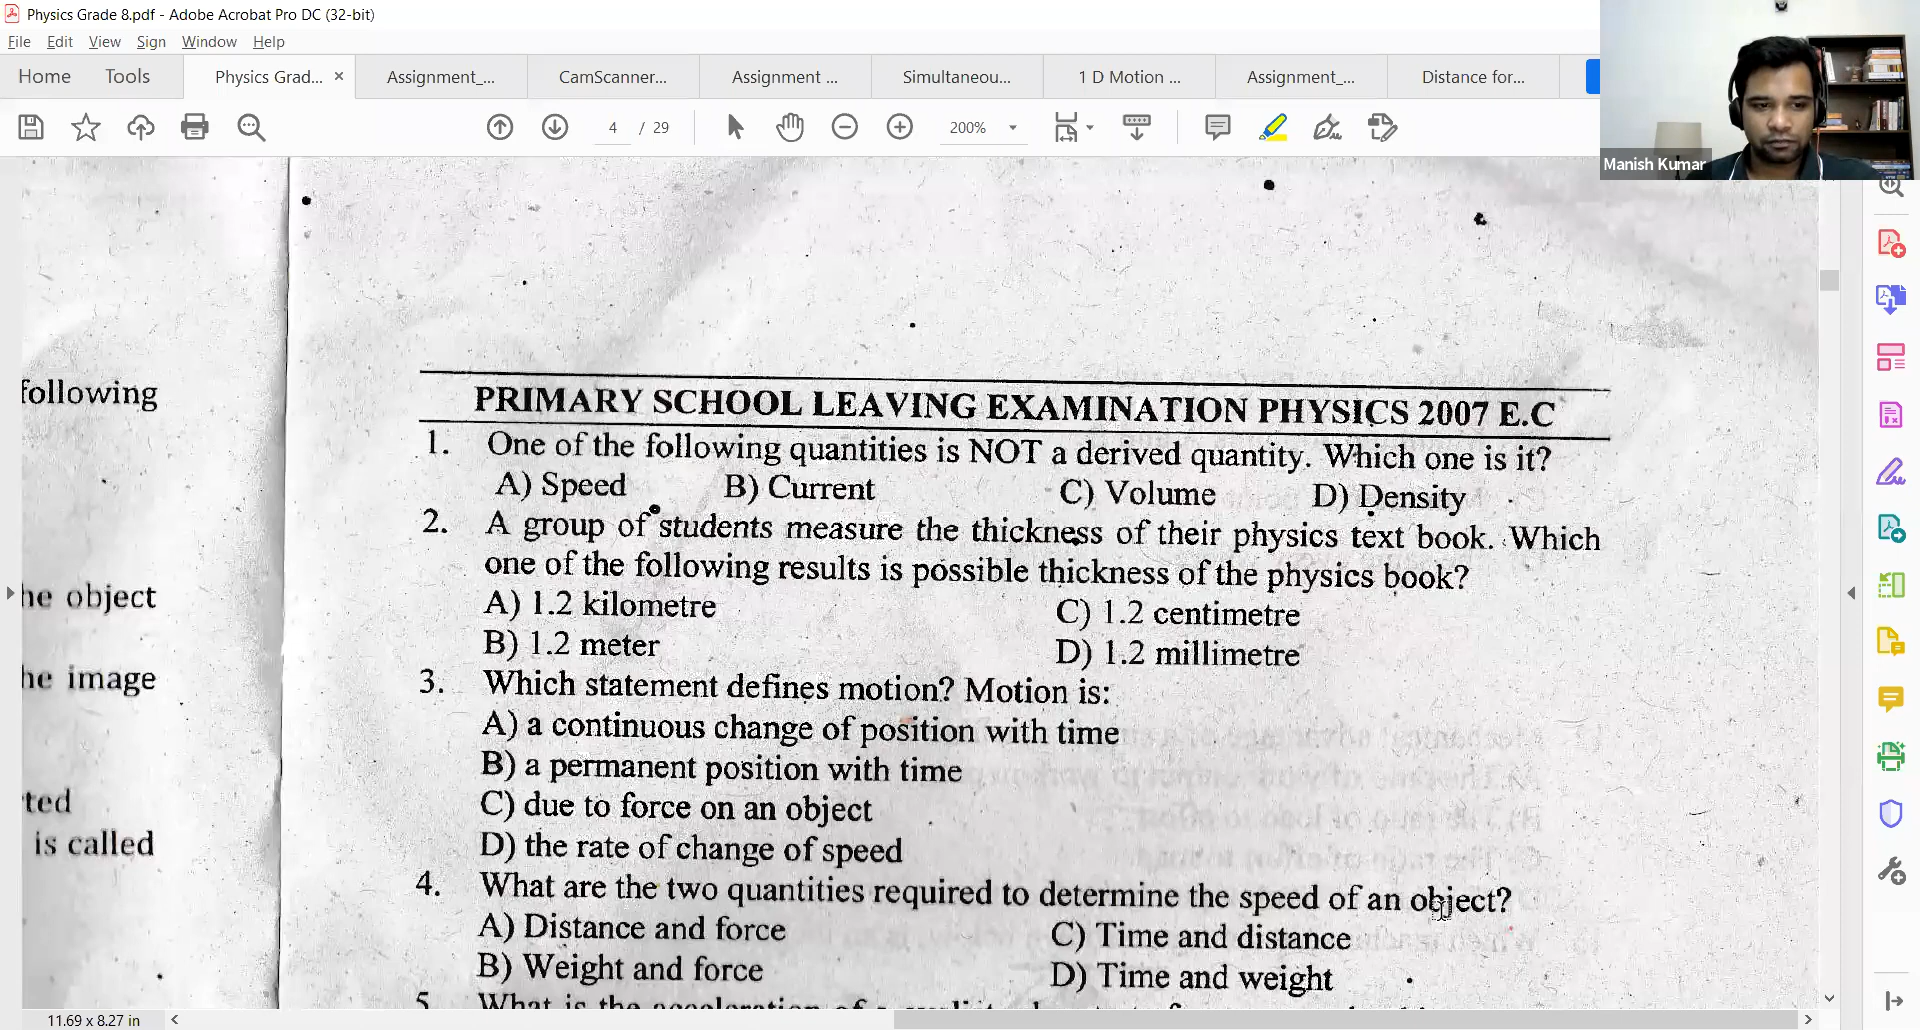 Physics Grade 8.pdf - Adobe Acrobat Pro DC (32-bit)
File Edit View Sign Window Help
Home Tools Physics Grad... × Assignment_... CamScanner... Assignment ... Simultaneou... 1 D Motion ... Assignment_... Distance for...
4 / 29 200%
Manish Kumar
following
he object
he image
ted
is called
PRIMARY SCHOOL LEAVING EXAMINATION PHYSICS 2007 E.C
1. One of the following quantities is NOT a derived quantity. Which one is it?
A) Speed B) Current C) Volume D) Density
2. A group of students measure the thickness of their physics text book. Which
one of the following results is possible thickness of the physics book?
A) 1.2 kilometre C) 1.2 centimetre
B) 1.2 meter D) 1.2 millimetre
3. Which statement defines motion? Motion is:
A) a continuous change of position with time
B) a permanent position with time
C) due to force on an object
D) the rate of change of speed
4. What are the two quantities required to determine the speed of an object?
A) Distance and force C) Time and distance
B) Weight and force D) Time and weight
5. What is the acceleration of a
11.69 x 8.27 in